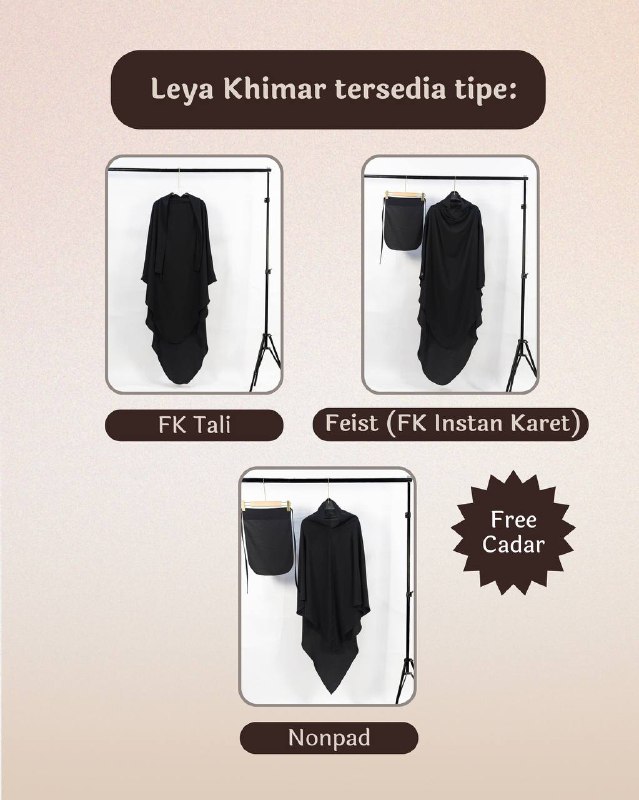 Leya Khimar tersedia tipe:
FK Tali
Feist (FK Instan Karet)
Free
Cadar
Nonpad